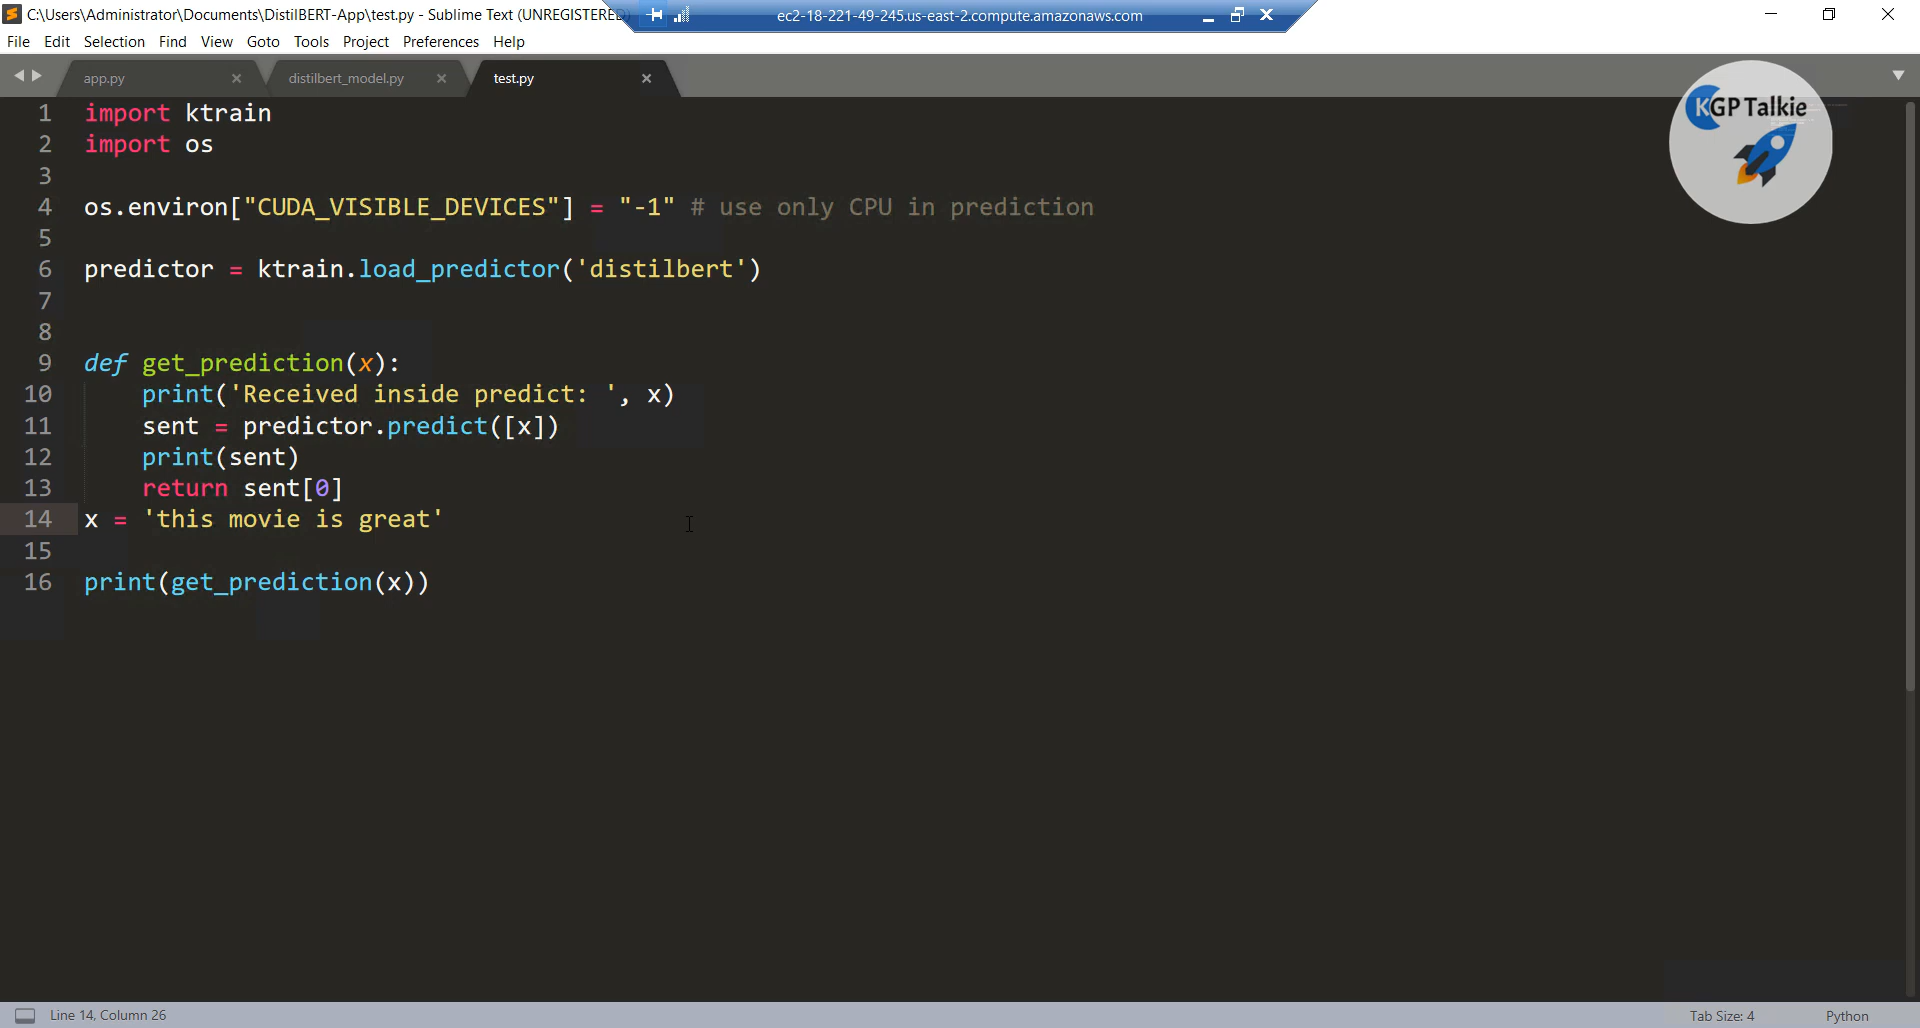 C:\Users\Administrator\Documents\DistilBERT-App\test.py - Sublime Text (UNREGISTERED)
ec2-18-221-49-245.us-east-2.compute.amazonaws.com
File Edit Selection Find View Goto Tools Project Preferences Help
app.py
distilbert_model.py
test.py
KGP Talkie
1 import ktrain
2 import os
3
4 os.environ["CUDA_VISIBLE_DEVICES"] = "-1" # use only CPU in prediction
5
6 predictor = ktrain.load_predictor('distilbert')
7
8
9 def get_prediction(x):
10 print('Received inside predict: ', x)
11 sent = predictor.predict([x])
12 print(sent)
13 return sent[0]
14 x = 'this movie is great'
15
16 print(get_prediction(x))
Line 14, Column 26
Tab Size: 4
Python